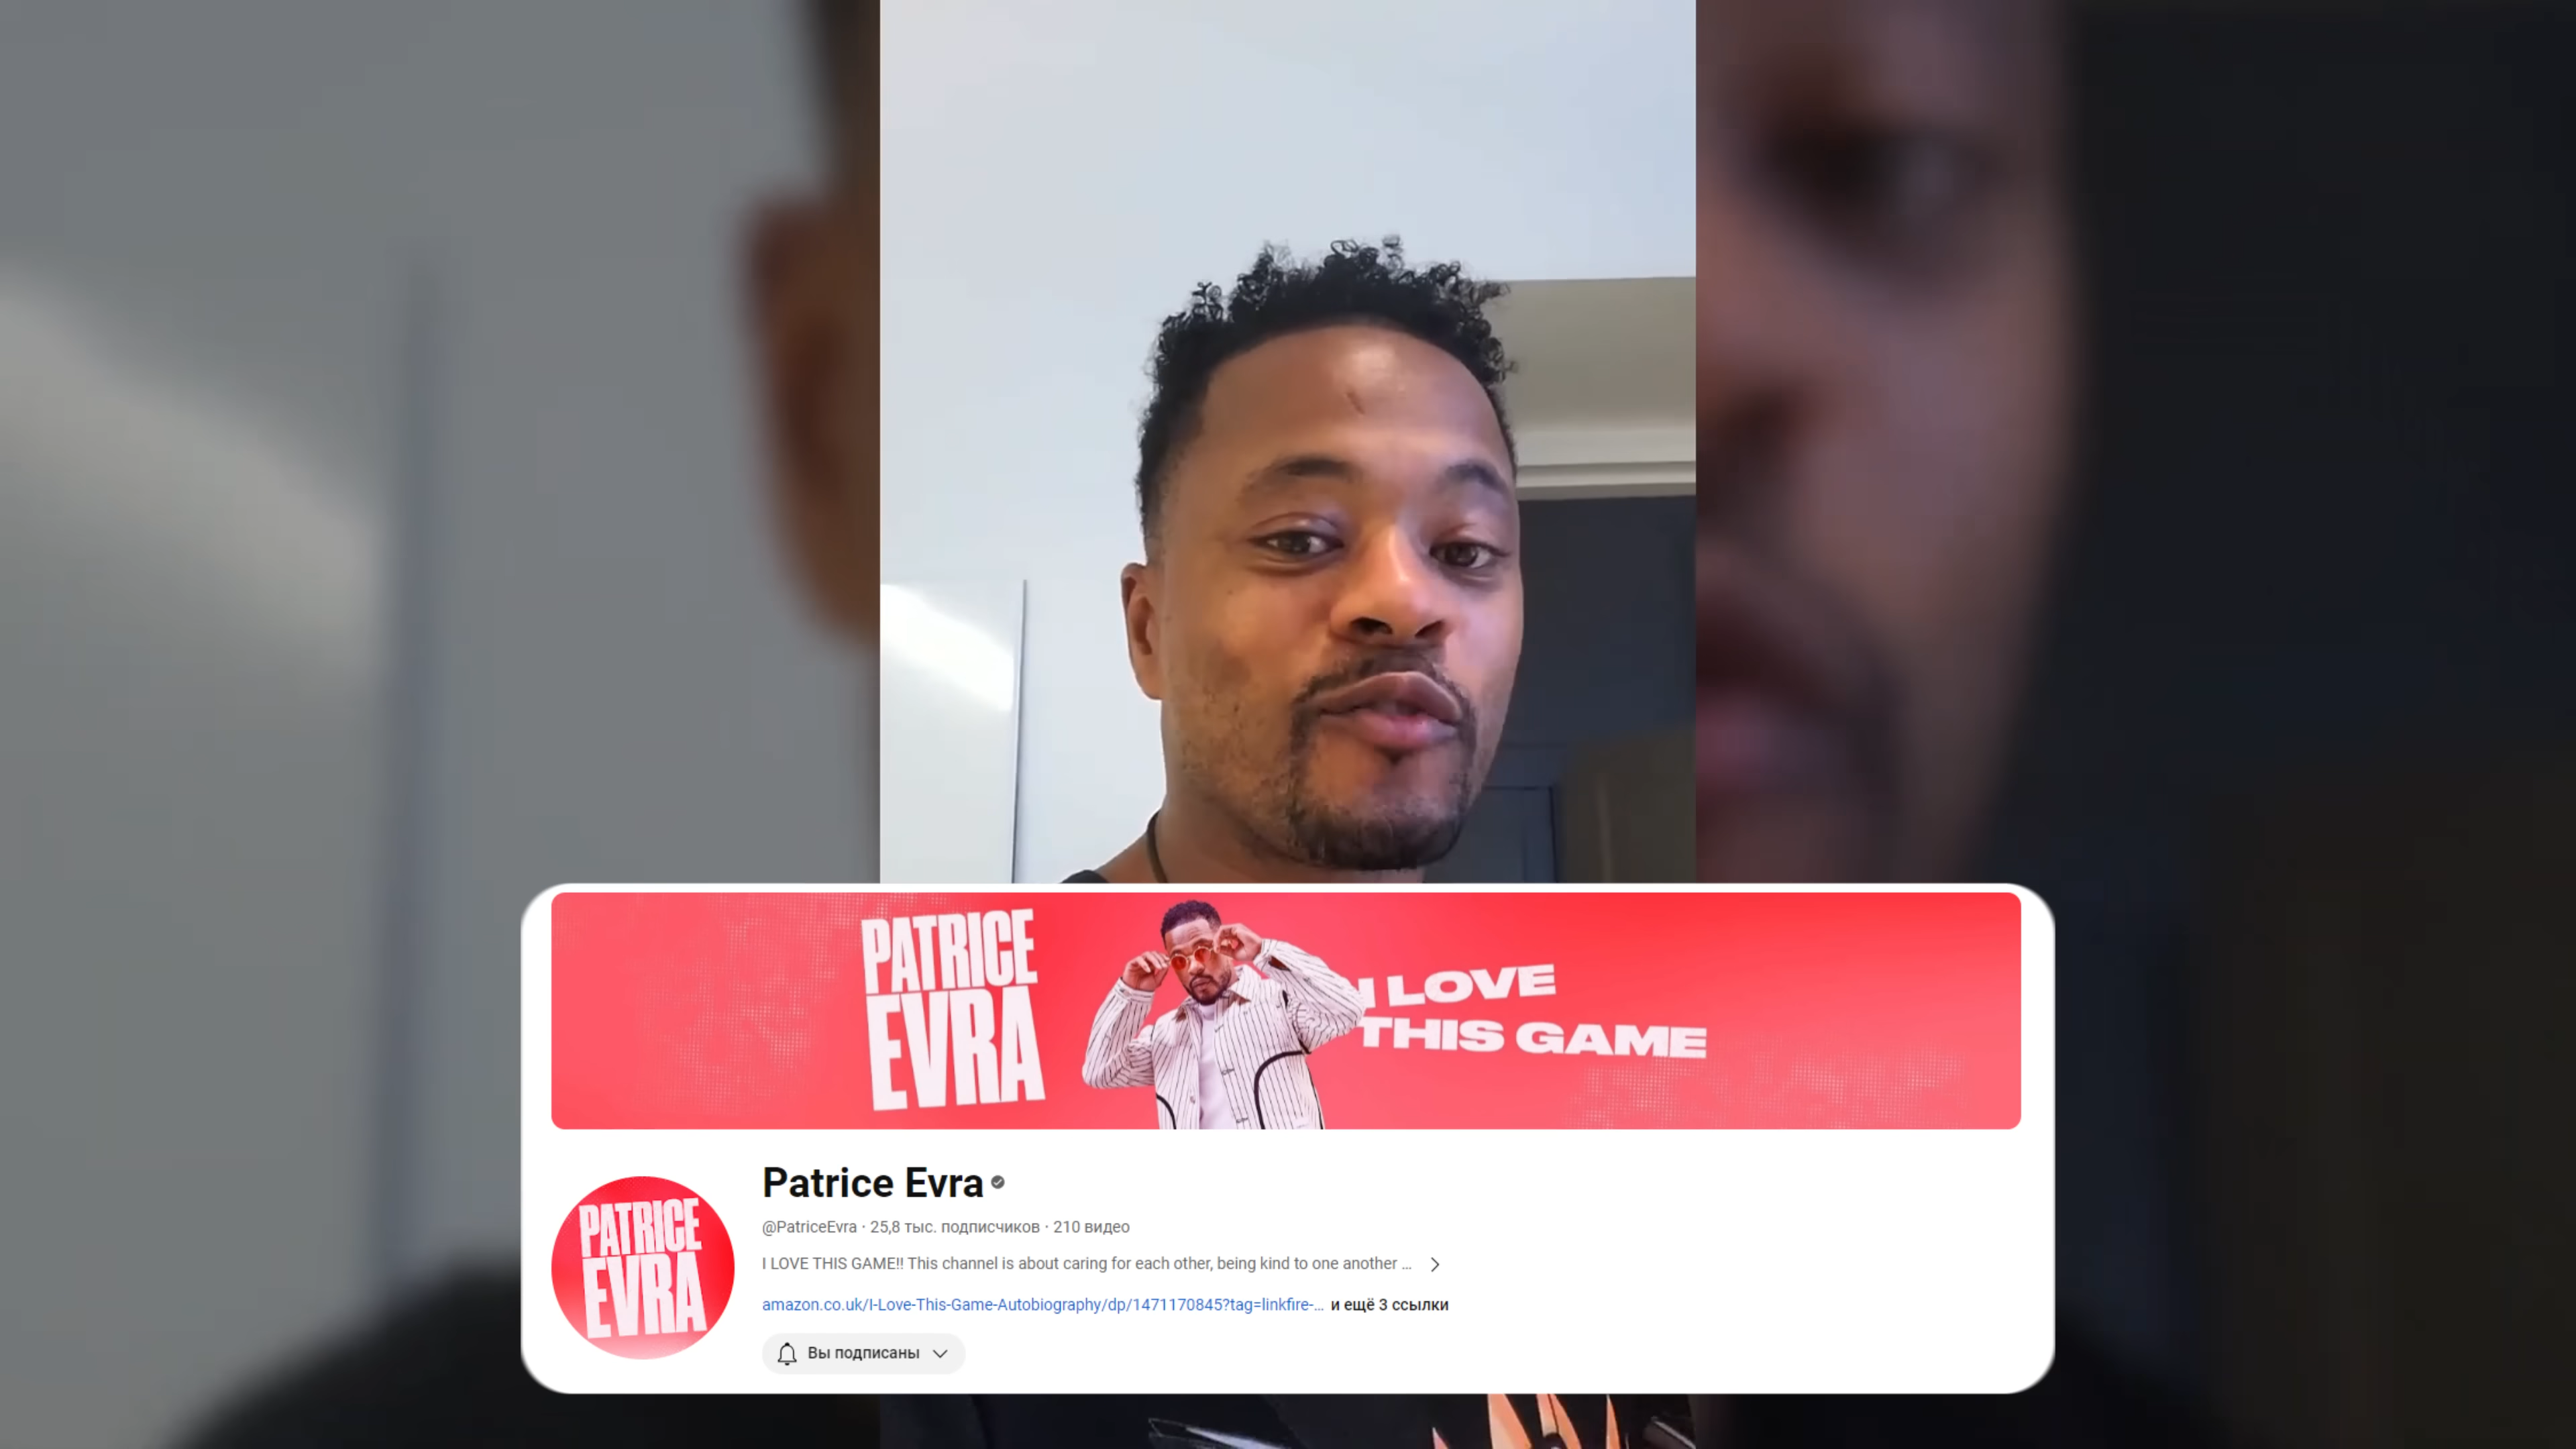 PATRICE
EVRA
I LOVE
THIS GAME
PATRICE
EVRA
Patrice Evra
@PatriceEvra · 25,8 тыс. подписчиков · 210 видео
I LOVE THIS GAME!! This channel is about caring for each other, being kind to one another ...
amazon.co.uk/I-Love-This-Game-Autobiography/dp/1471170845?tag=linkfire-... и ещё 3 ссылки
Вы подписаны